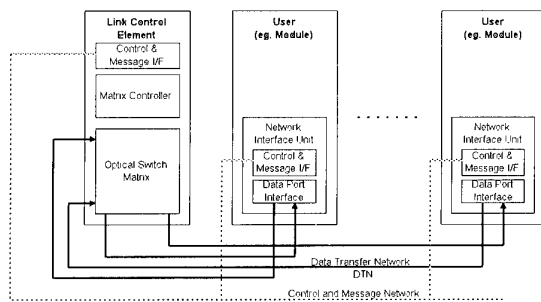 Link Control
Element
Control &
Message I/F
Matrix Controller
Optical Switch
Matrix
User
(eg. Module)
Network
Interface Unit
Control &
Message I/F
Data Port
Interface
User
(eg. Module)
Network
Interface Unit
Control &
Message I/F
Data Port
Interface
Data Transfer Network
DTN
Control and Message Network